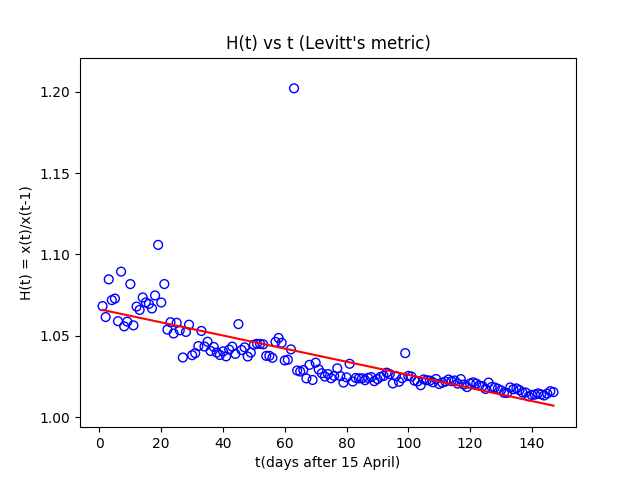 H(t) vs t (Levitt's metric)
1.20
1.15
1.10
1.05
1.00
H(t) = x(t)/x(t-1)
0 20 40 60 80 100 120 140
t(days after 15 April)